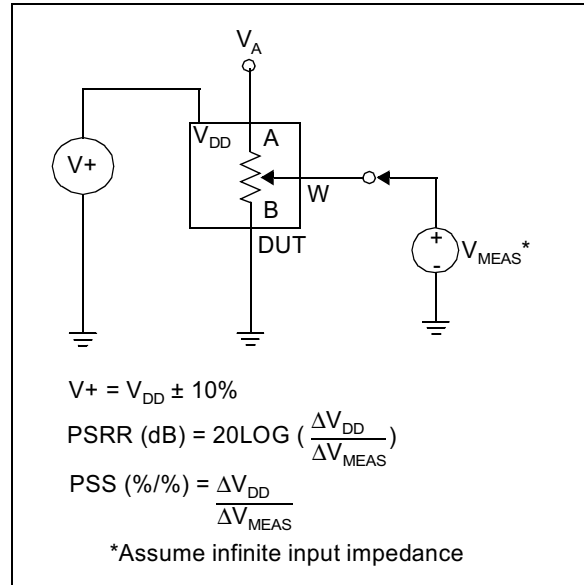 V_A
V_DD
A
V+
W
B
DUT
+
-
V_MEAS*
V+ = V_DD ± 10%
PSRR (dB) = 20LOG ( ΔV_DD / ΔV_MEAS )
PSS (%/%) = ΔV_DD / ΔV_MEAS
*Assume infinite input impedance